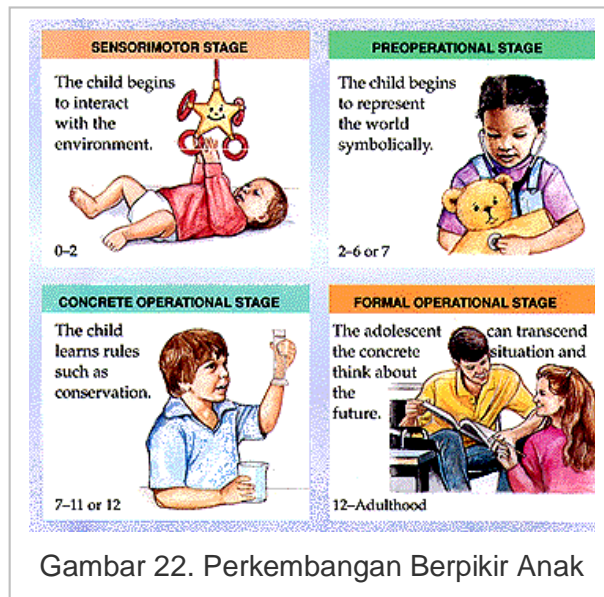 SENSORIMOTOR STAGE
The child begins
to interact
with the
environment.
0–2
PREOPERATIONAL STAGE
The child begins
to represent
the world
symbolically.
2–6 or 7
CONCRETE OPERATIONAL STAGE
The child
learns rules
such as
conservation.
7–11 or 12
FORMAL OPERATIONAL STAGE
The adolescent can transcend
the concrete situation and
think about
the
future.
12–Adulthood
Gambar 22. Perkembangan Berpikir Anak